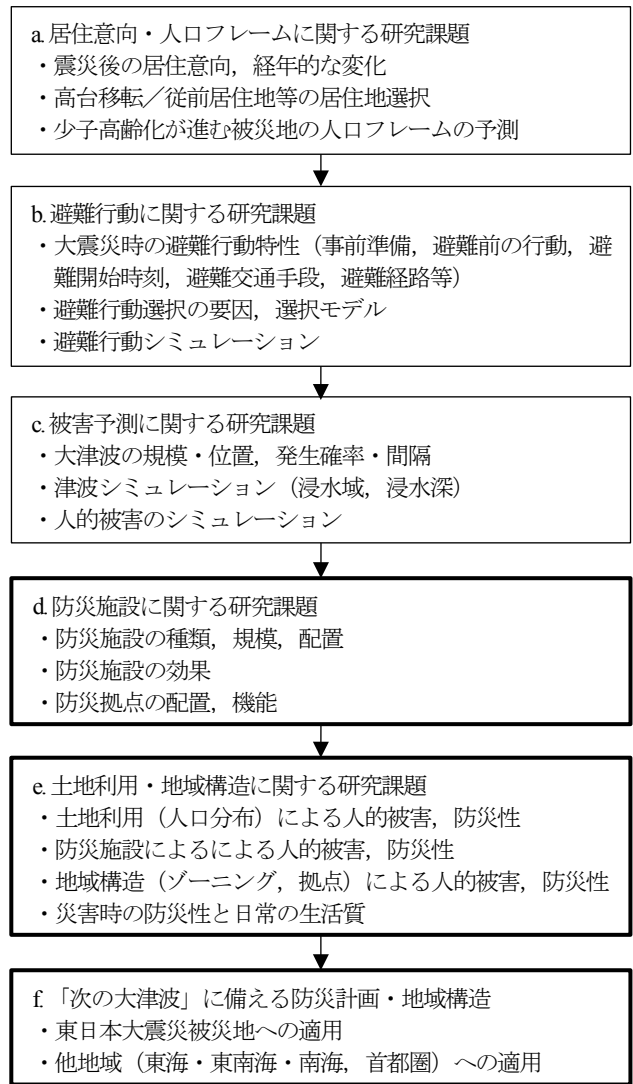 a. 居住意向・人口フレームに関する研究課題
・震災後の居住意向，経年的な変化
・高台移転／従前居住地等の居住地選択
・少子高齢化が進む被災地の人口フレームの予測
b. 避難行動に関する研究課題
・大震災時の避難行動特性（事前準備，避難前の行動，避
難開始時刻，避難交通手段，避難経路等）
・避難行動選択の要因，選択モデル
・避難行動シミュレーション
c. 被害予測に関する研究課題
・大津波の規模・位置，発生確率・間隔
・津波シミュレーション（浸水域，浸水深）
・人的被害のシミュレーション
d. 防災施設に関する研究課題
・防災施設の種類，規模，配置
・防災施設の効果
・防災拠点の配置，機能
e. 土地利用・地域構造に関する研究課題
・土地利用（人口分布）による人的被害，防災性
・防災施設によるによる人的被害，防災性
・地域構造（ゾーニング，拠点）による人的被害，防災性
・災害時の防災性と日常の生活質
f. 「次の大津波」に備える防災計画・地域構造
・東日本大震災被災地への適用
・他地域（東海・東南海・南海，首都圏）への適用